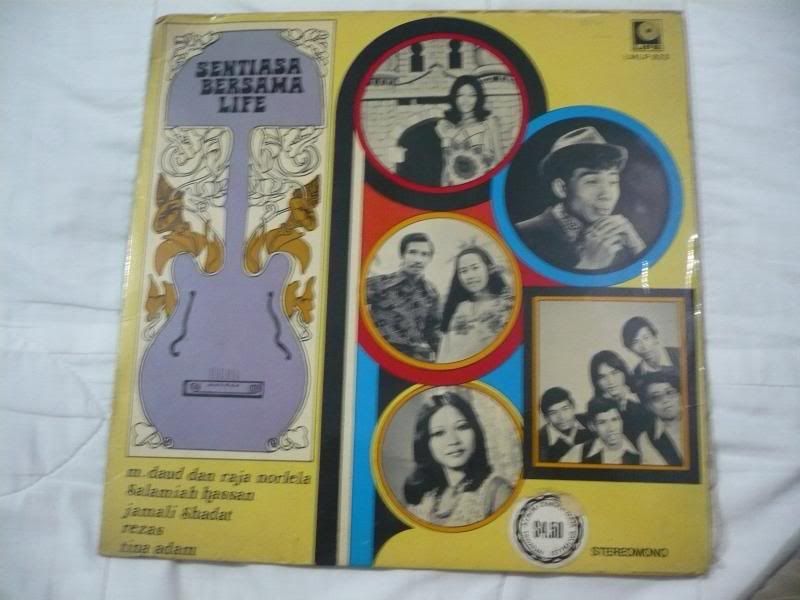 SENTIASA
BERSAMA
LIFE
LIFE
m. daud dan raja norlela
salamiah hassan
jamali shadat
rezas
tina adam
$4.50
STEREOMONO